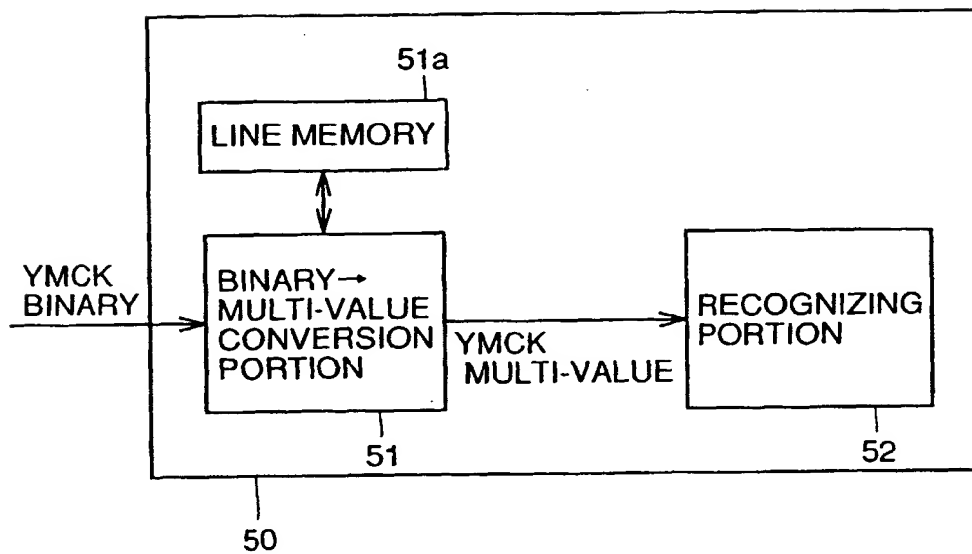 51a
LINE MEMORY
YMCK
BINARY
BINARY→
MULTI-VALUE
CONVERSION
PORTION
YMCK
MULTI-VALUE
RECOGNIZING
PORTION
51
52
50